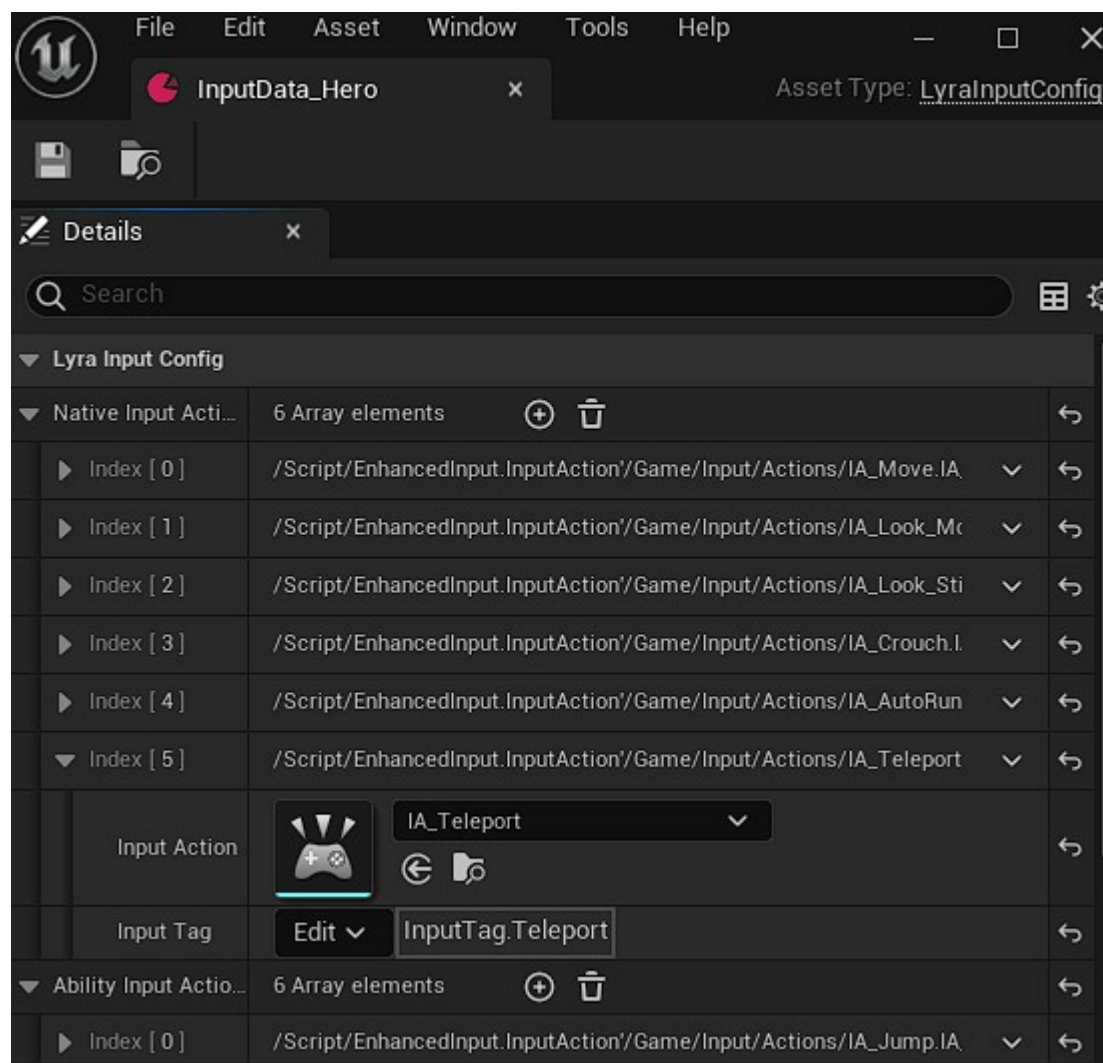 File Edit Asset Window Tools Help
InputData_Hero
Asset Type: LyraInputConfig
Details
Search
Lyra Input Config
Native Input Acti... 6 Array elements
Index [ 0 ] /Script/EnhancedInput.InputAction'/Game/Input/Actions/IA_Move.IA_
Index [ 1 ] /Script/EnhancedInput.InputAction'/Game/Input/Actions/IA_Look_Mo
Index [ 2 ] /Script/EnhancedInput.InputAction'/Game/Input/Actions/IA_Look_Sti
Index [ 3 ] /Script/EnhancedInput.InputAction'/Game/Input/Actions/IA_Crouch.I
Index [ 4 ] /Script/EnhancedInput.InputAction'/Game/Input/Actions/IA_AutoRun
Index [ 5 ] /Script/EnhancedInput.InputAction'/Game/Input/Actions/IA_Teleport
Input Action IA_Teleport
Input Tag Edit InputTag.Teleport
Ability Input Actio... 6 Array elements
Index [ 0 ] /Script/EnhancedInput.InputAction'/Game/Input/Actions/IA_Jump.IA_